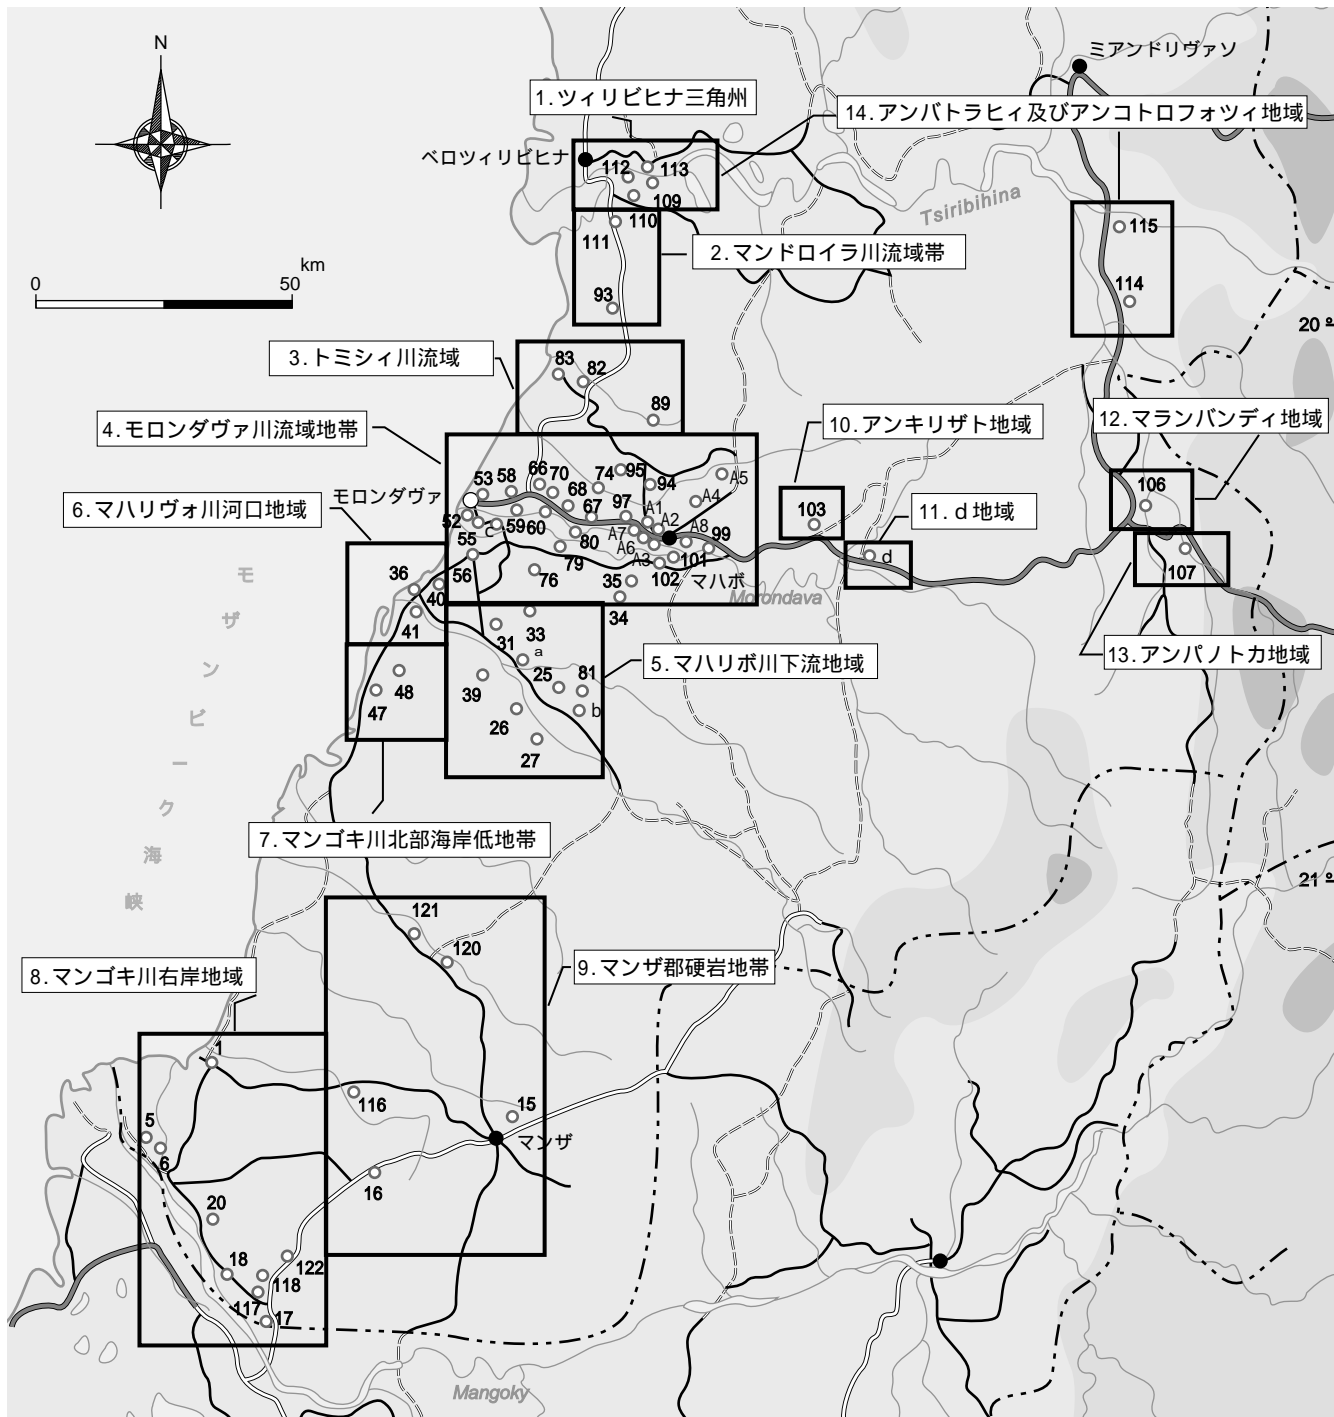 N
ミアンドリヴァソ
1.ツィリビヒナ三角州
14.アンバトラヒィ及びアンコトロフォツィ地域
ベロツィリビヒナ
112
113
109
Tsiribihina
110
111
115
2.マンドロイラ川流域帯
km
0
50
93
114
20°
3.トミシィ川流域
83
82
89
10.アンキリザト地域
12.マランバンディ地域
4.モロンダヴァ川流域地帯
66
70
74
95
94
A5
53
58
68
A4
6.マハリヴォ川河口地域
モロンダヴァ
97
67
A1
A2
103
106
11.d地域
52
c
59
60
A7
A8
99
55
80
A6
d
79
A3
101
107
56
36
76
35
102
マハボ
40
Morondava
34
41
31
33
a
13.アンパノトカ地域
5.マハリボ川下流地域
25
81
39
48
47
b
26
27
モザンビーク海峡
7.マンゴキ川北部海岸低地帯
21°
121
120
8.マンゴキ川右岸地域
9.マンザ郡硬岩地帯
116
15
5
マンザ
6
16
20
18
122
118
117
17
Mangoky